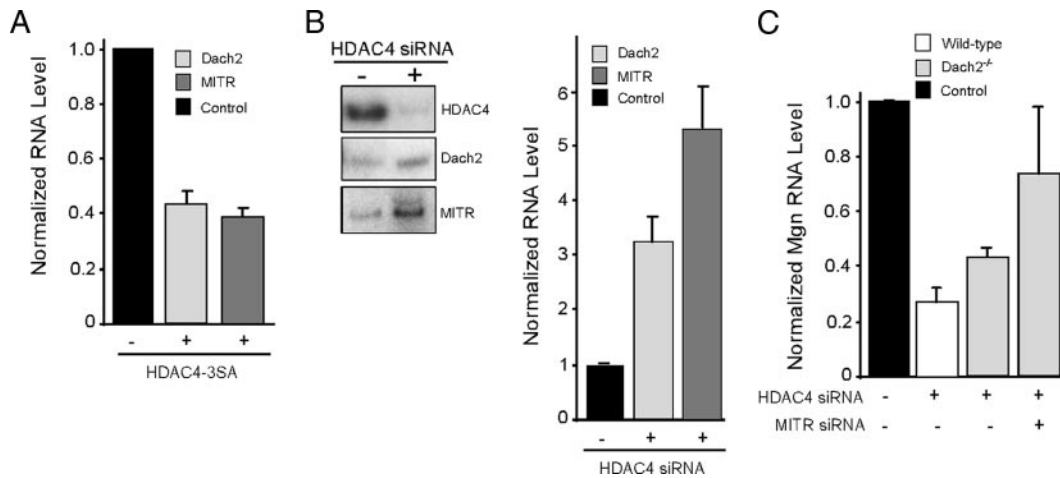 A
Normalized RNA Level
1.0
0.8
0.6
0.4
0.2
0
Dach2
MITR
Control
- + +
HDAC4-3SA
B
HDAC4 siRNA
- +
HDAC4
Dach2
MITR
Normalized RNA Level
6
5
3
2
1
0
Dach2
MITR
Control
- + +
HDAC4 siRNA
C
Wild-type
Dach2-/-
Control
Normalized Mgn RNA Level
1.0
0.8
0.6
0.4
0.2
0
HDAC4 siRNA - + + +
MITR siRNA - - - +